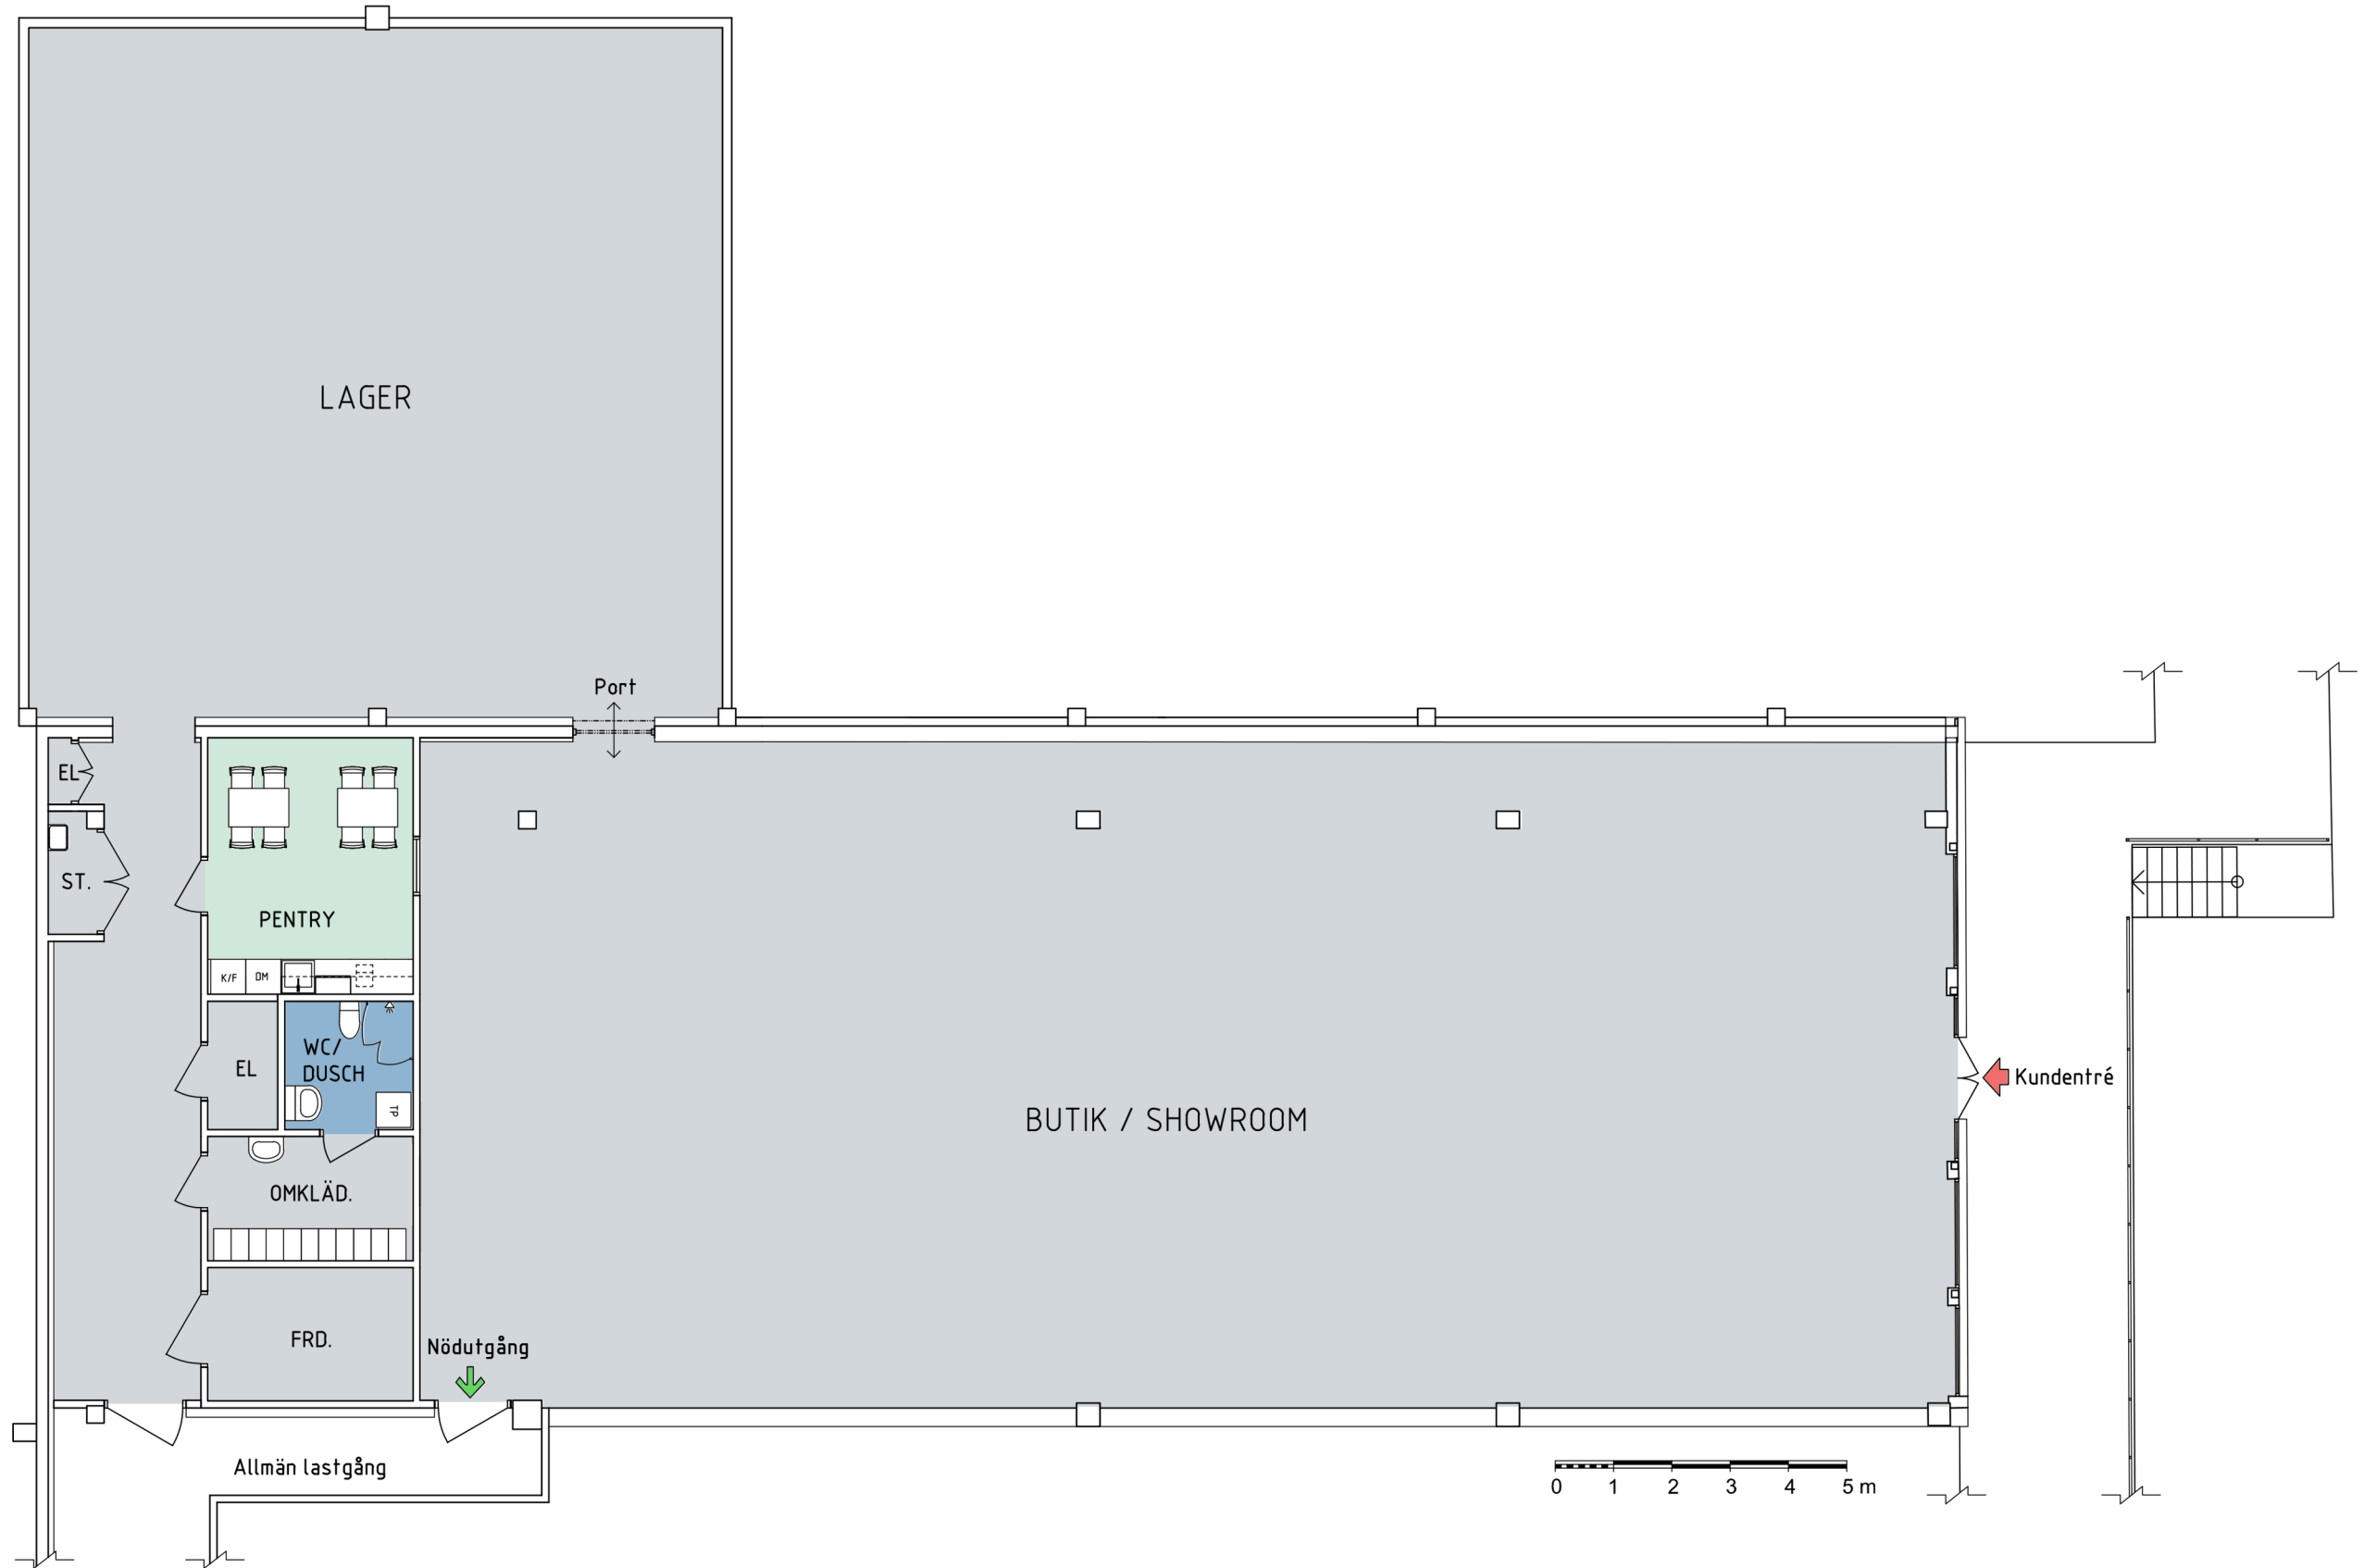 LAGER
Port
EL
ST.
PENTRY
K/F
DM
WC/
DUSCH
EL
TP
Kundentré
BUTIK / SHOWROOM
OMKLÄD.
FRD.
Nödutgång
Allmän lastgång
0 1 2 3 4 5 m